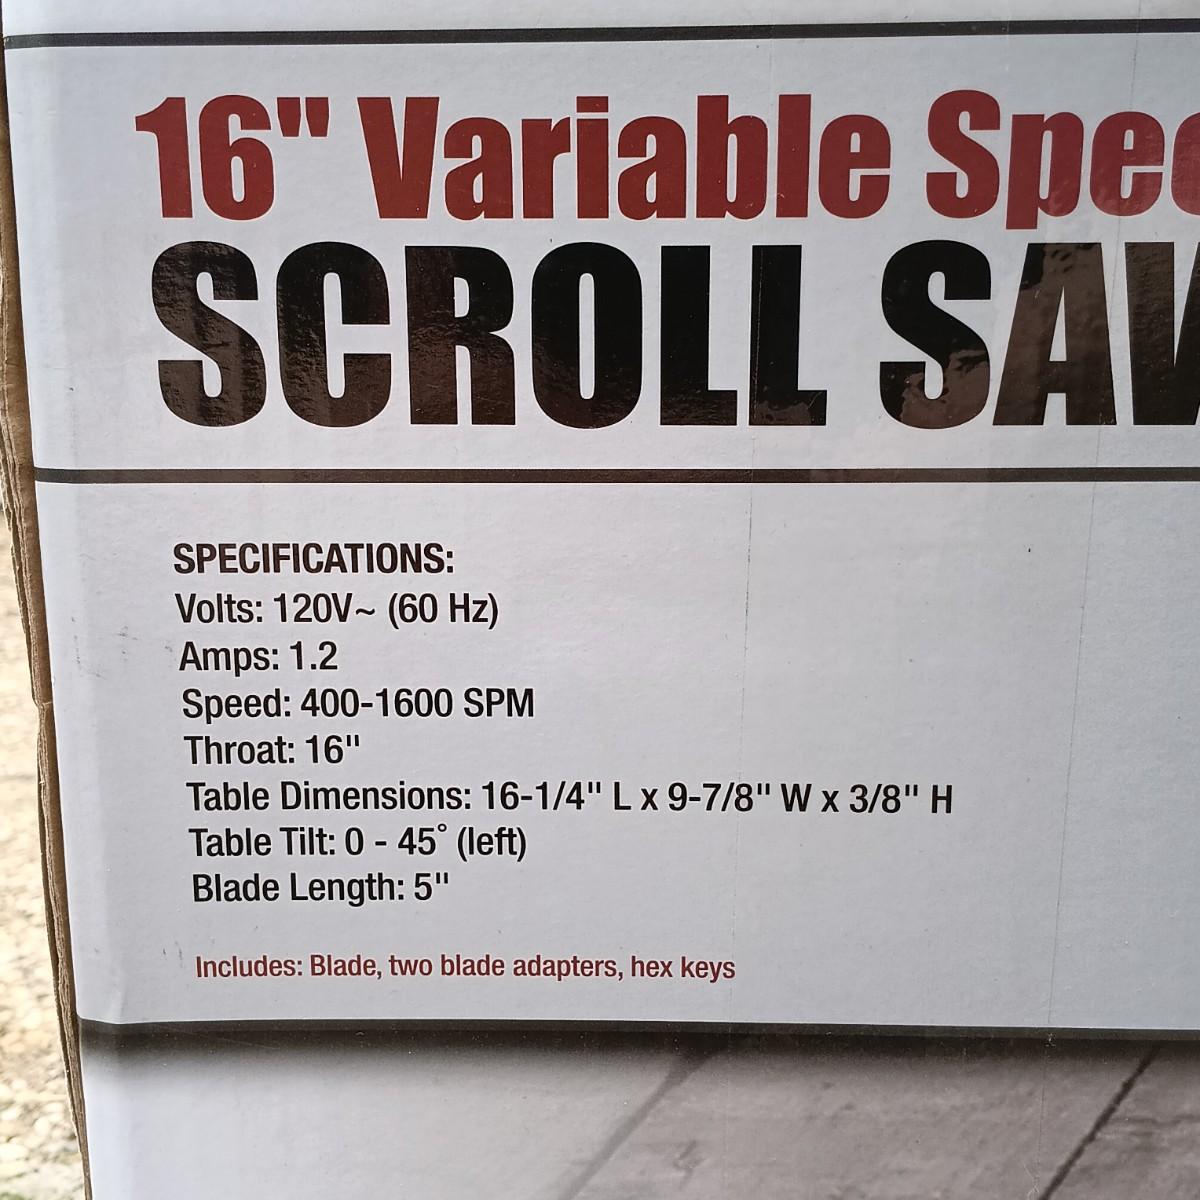 16" Variable Spee
SCROLL SAW
SPECIFICATIONS:
Volts: 120V~ (60 Hz)
Amps: 1.2
Speed: 400-1600 SPM
Throat: 16"
Table Dimensions: 16-1/4" L x 9-7/8" W x 3/8" H
Table Tilt: 0 - 45° (left)
Blade Length: 5"
Includes: Blade, two blade adapters, hex keys